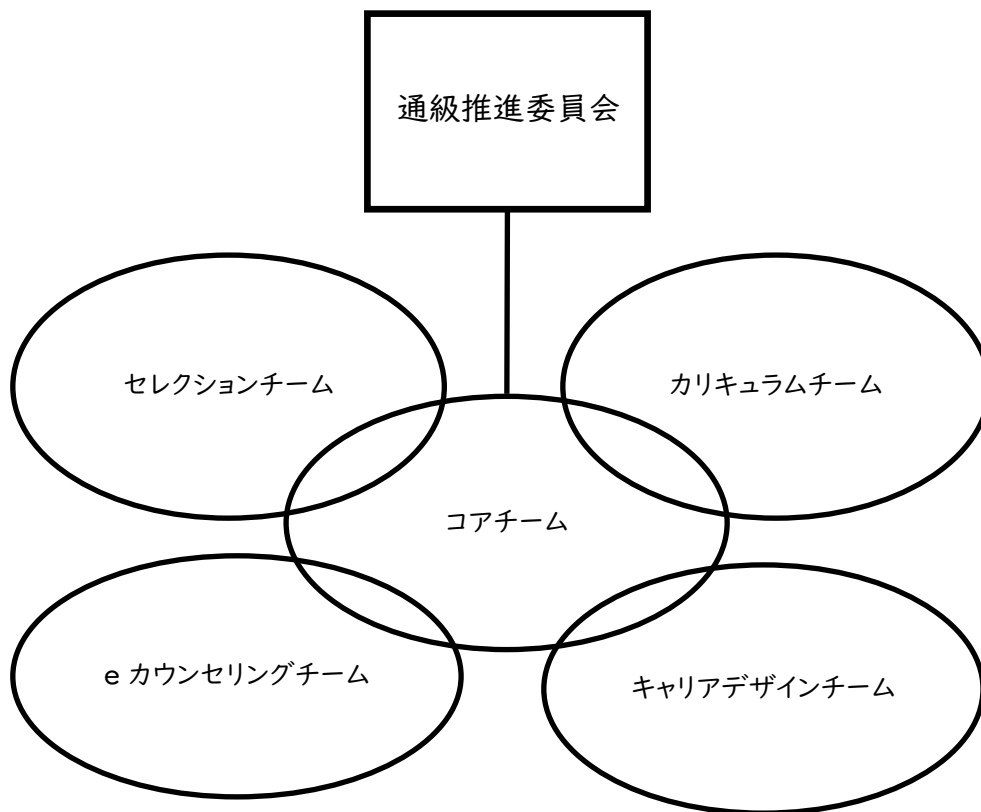 通級推進委員会
セレクションチーム
カリキュラムチーム
コアチーム
e カウンセリングチーム
キャリアデザインチーム